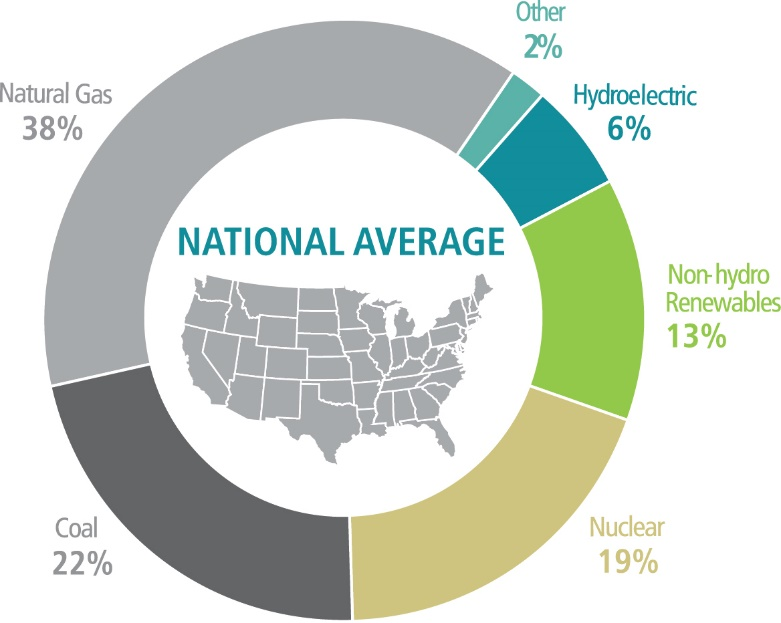 Other
2%
Natural Gas
38%
Hydroelectric
6%
NATIONAL AVERAGE
Non-hydro
Renewables
13%
Coal
22%
Nuclear
19%